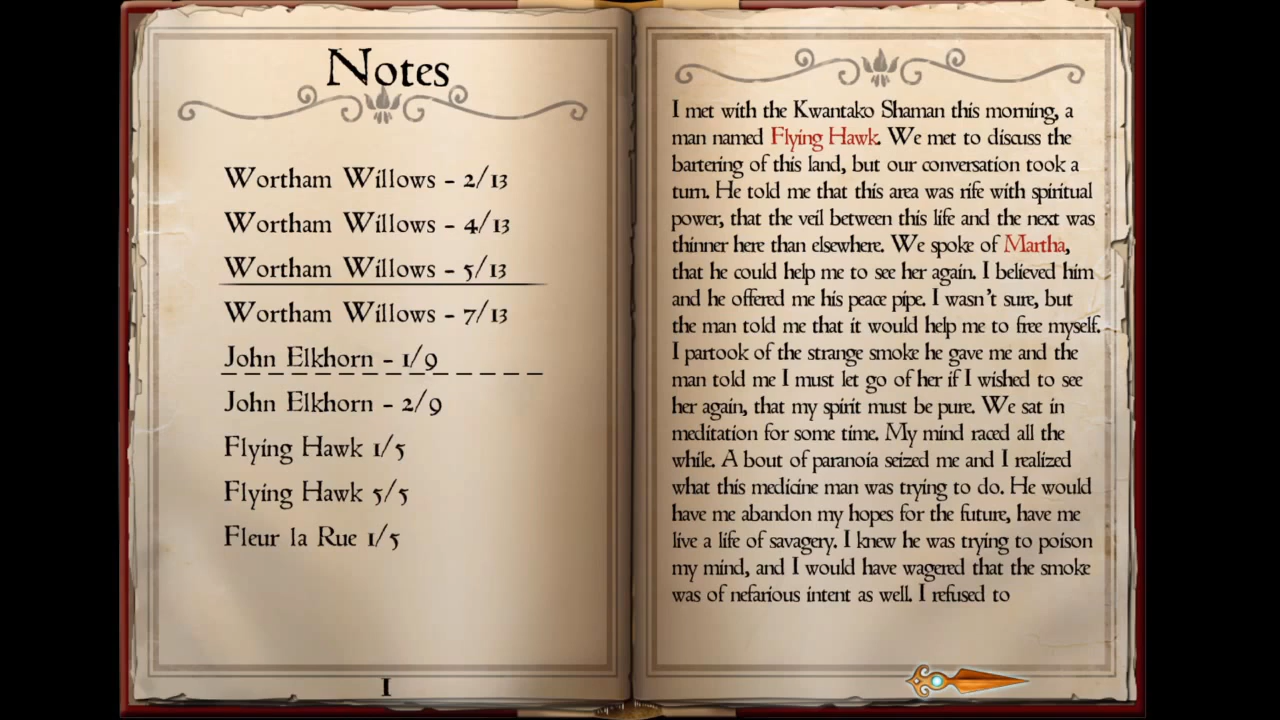 Notes
Wortham Willows - 2/13
Wortham Willows - 4/13
Wortham Willows - 5/13
Wortham Willows - 7/13
John Elkhorn - 1/9
John Elkhorn - 2/9
Flying Hawk 1/5
Flying Hawk 5/5
Fleur la Rue 1/5
1
I met with the Kwantako Shaman this morning, a
man named Flying Hawk. We met to discuss the
bartering of this land, but our conversation took a
turn. He told me that this area was rife with spiritual
power, that the veil between this life and the next was
thinner here than elsewhere. We spoke of Martha,
that he could help me to see her again. I believed him
and he offered me his peace pipe. I wasn't sure, but
the man told me that it would help me to free myself.
I partook of the strange smoke he gave me and the
man told me I must let go of her if I wished to see
her again, that my spirit must be pure. We sat in
meditation for some time. My mind raced all the
while. A bout of paranoia seized me and I realized
what this medicine man was trying to do. He would
have me abandon my hopes for the future, have me
live a life of savagery. I knew he was trying to poison
my mind, and I would have wagered that the smoke
was of nefarious intent as well. I refused to